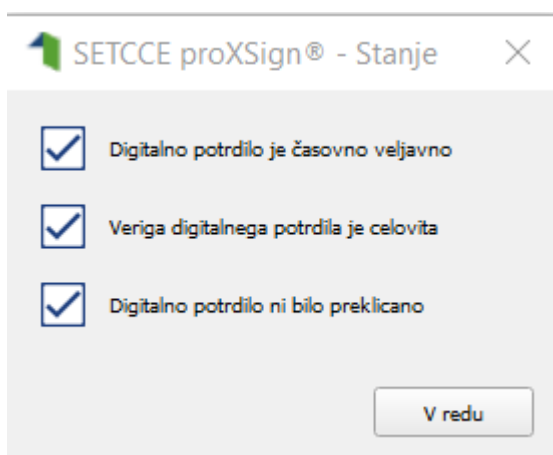 SETCCE proXSign® - Stanje
Digitalno potrdilo je časovno veljavno
Veriga digitalnega potrdila je celovita
Digitalno potrdilo ni bilo preklicano
V redu